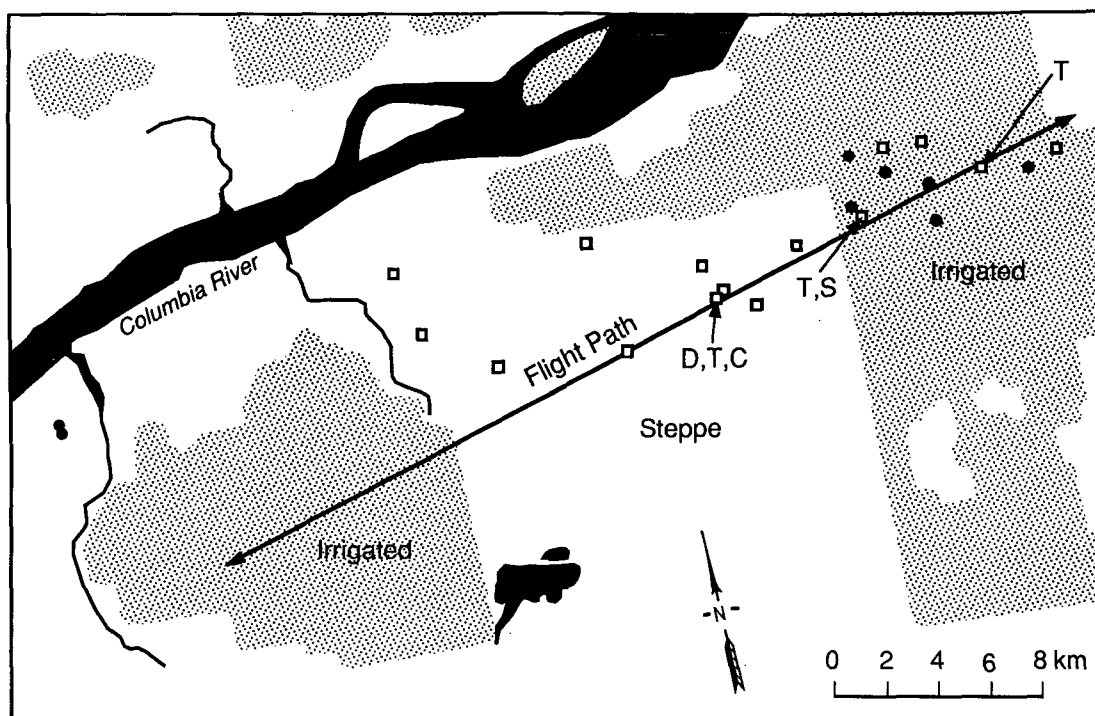 T
Columbia River
T,S
Irrigated
Flight Path
D,T,C
Steppe
Irrigated
-N-
0 2 4 6 8 km